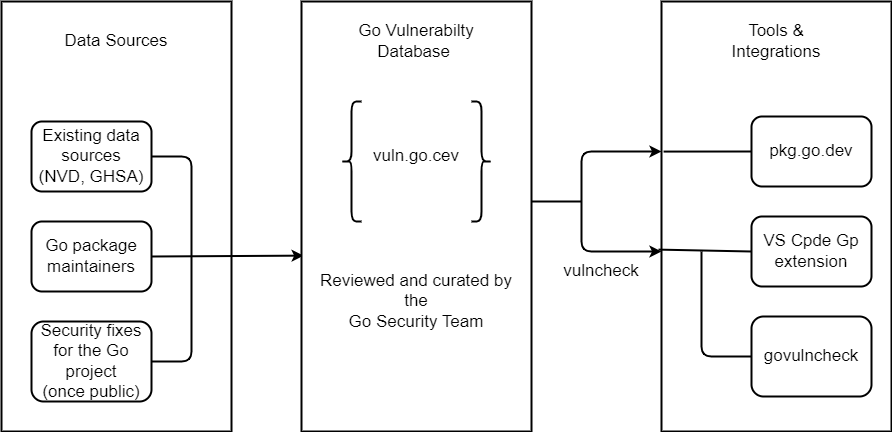 Data Sources
Existing data
sources
(NVD, GHSA)
Go package
maintainers
Security fixes
for the Go
project
(once public)
Go Vulnerabilty
Database
{ vuln.go.cev }
Reviewed and curated by
the
Go Security Team
vulncheck
Tools &
Integrations
pkg.go.dev
VS Cpde Gp
extension
govulncheck